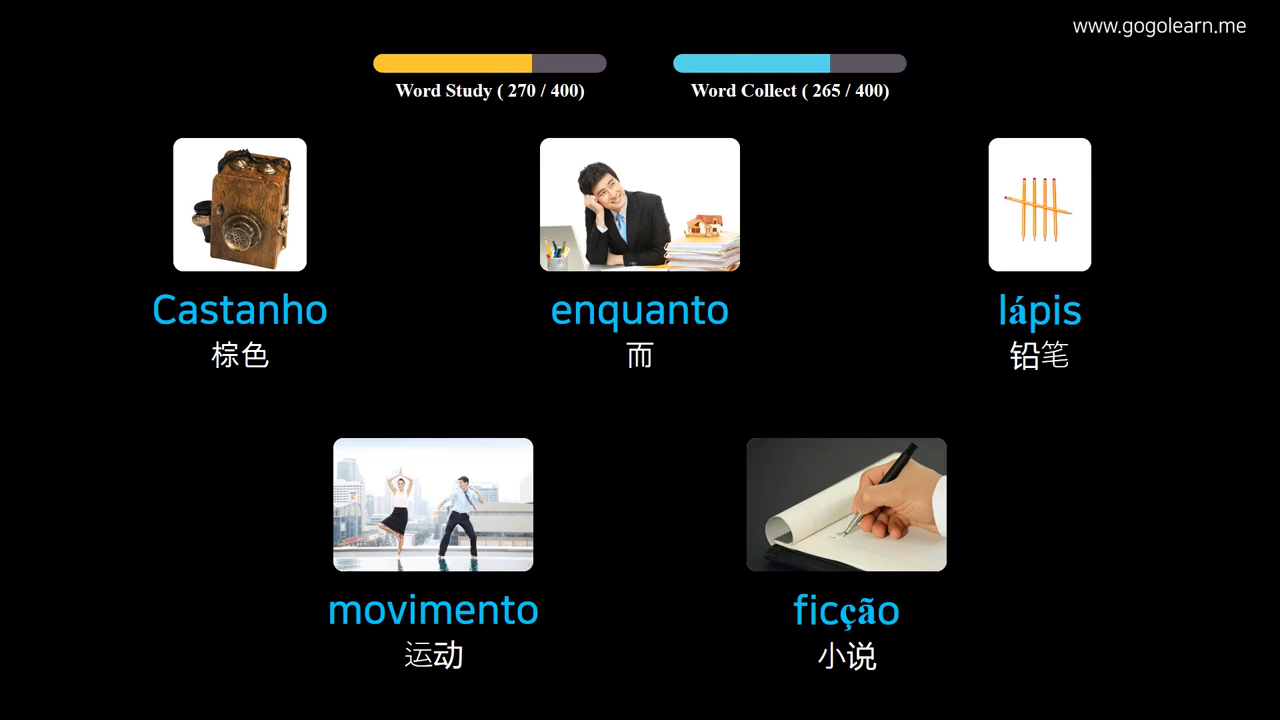 www.gogolearn.me
Word Study ( 270 / 400)
Word Collect ( 265 / 400)
Castanho
棕色
enquanto
而
lápis
铅笔
movimento
运动
ficção
小说